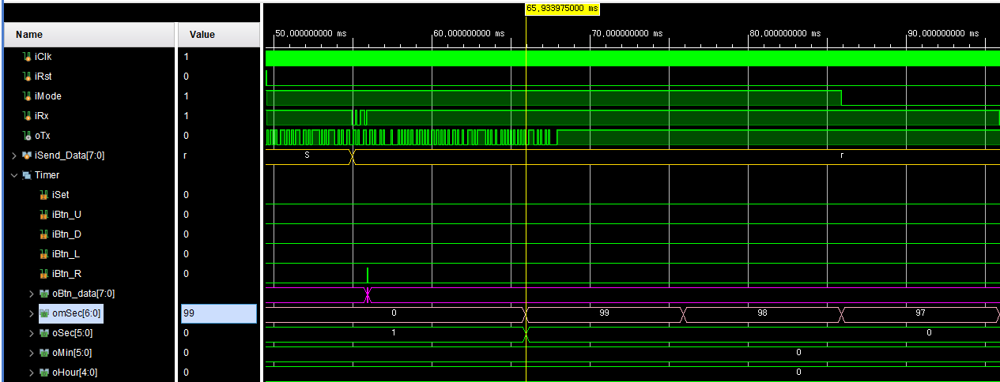 65,933975000 ms
Name Value
50,000000000 ms 60,000000000 ms 70,000000000 ms 80,000000000 ms 90,000000000 ms
iClk 1
iRst 0
iMode 1
iRx 1
oTx 0
iSend_Data[7:0] r S r
Timer
iSet 0
iBtn_U 0
iBtn_D 0
iBtn_L 0
iBtn_R 0
oBtn_data[7:0]
omSec[6:0] 99 0 99 98 97
oSec[5:0] 0 1 0
oMin[5:0] 0 0
oHour[4:0] 0 0